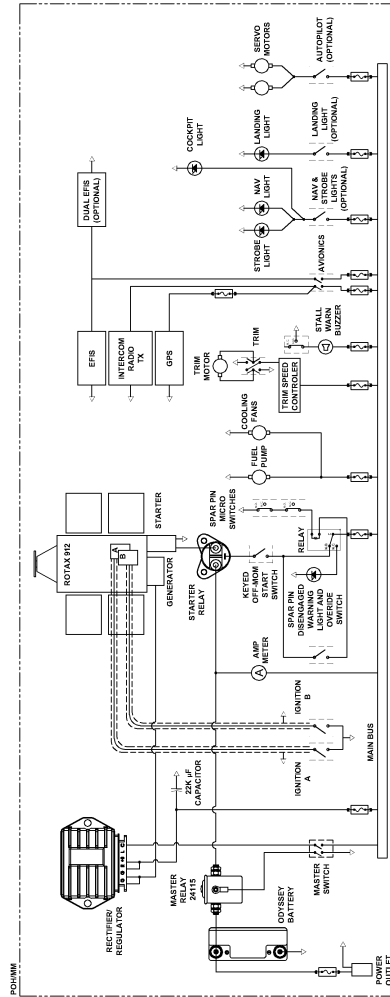 POH/MM
RECTIFIER/
REGULATOR
G G R +B L C
22K µF
CAPACITOR
MASTER
RELAY
24115
ODYSSEY
BATTERY
POWER
OUTLET
MASTER
SWITCH
IGNITION
A
IGNITION
B
MAIN BUS
ROTAX 912
A
B
GENERATOR
STARTER
STARTER
RELAY
AMP
METER
A
KEYED
OFF-MOM
START
SWITCH
SPAR PIN
MICRO
SWITCHES
RELAY
SPAR PIN
DISENGAGED
WARNING
LIGHT AND
OVERIDE
SWITCH
FUEL
PUMP
COOLING
FANS
TRIM
MOTOR
TRIM
TRIM SPEED
CONTROLER
STALL
WARN
BUZZER
EFIS
INTERCOM
RADIO
TX
GPS
DUAL EFIS
(OPTIONAL)
AVIONICS
STROBE
LIGHT
NAV
LIGHT
COCKPIT
LIGHT
NAV &
STROBE
LIGHTS
(OPTIONAL)
LANDING
LIGHT
LANDING
LIGHT
(OPTIONAL)
SERVO
MOTORS
AUTOPILOT
(OPTIONAL)